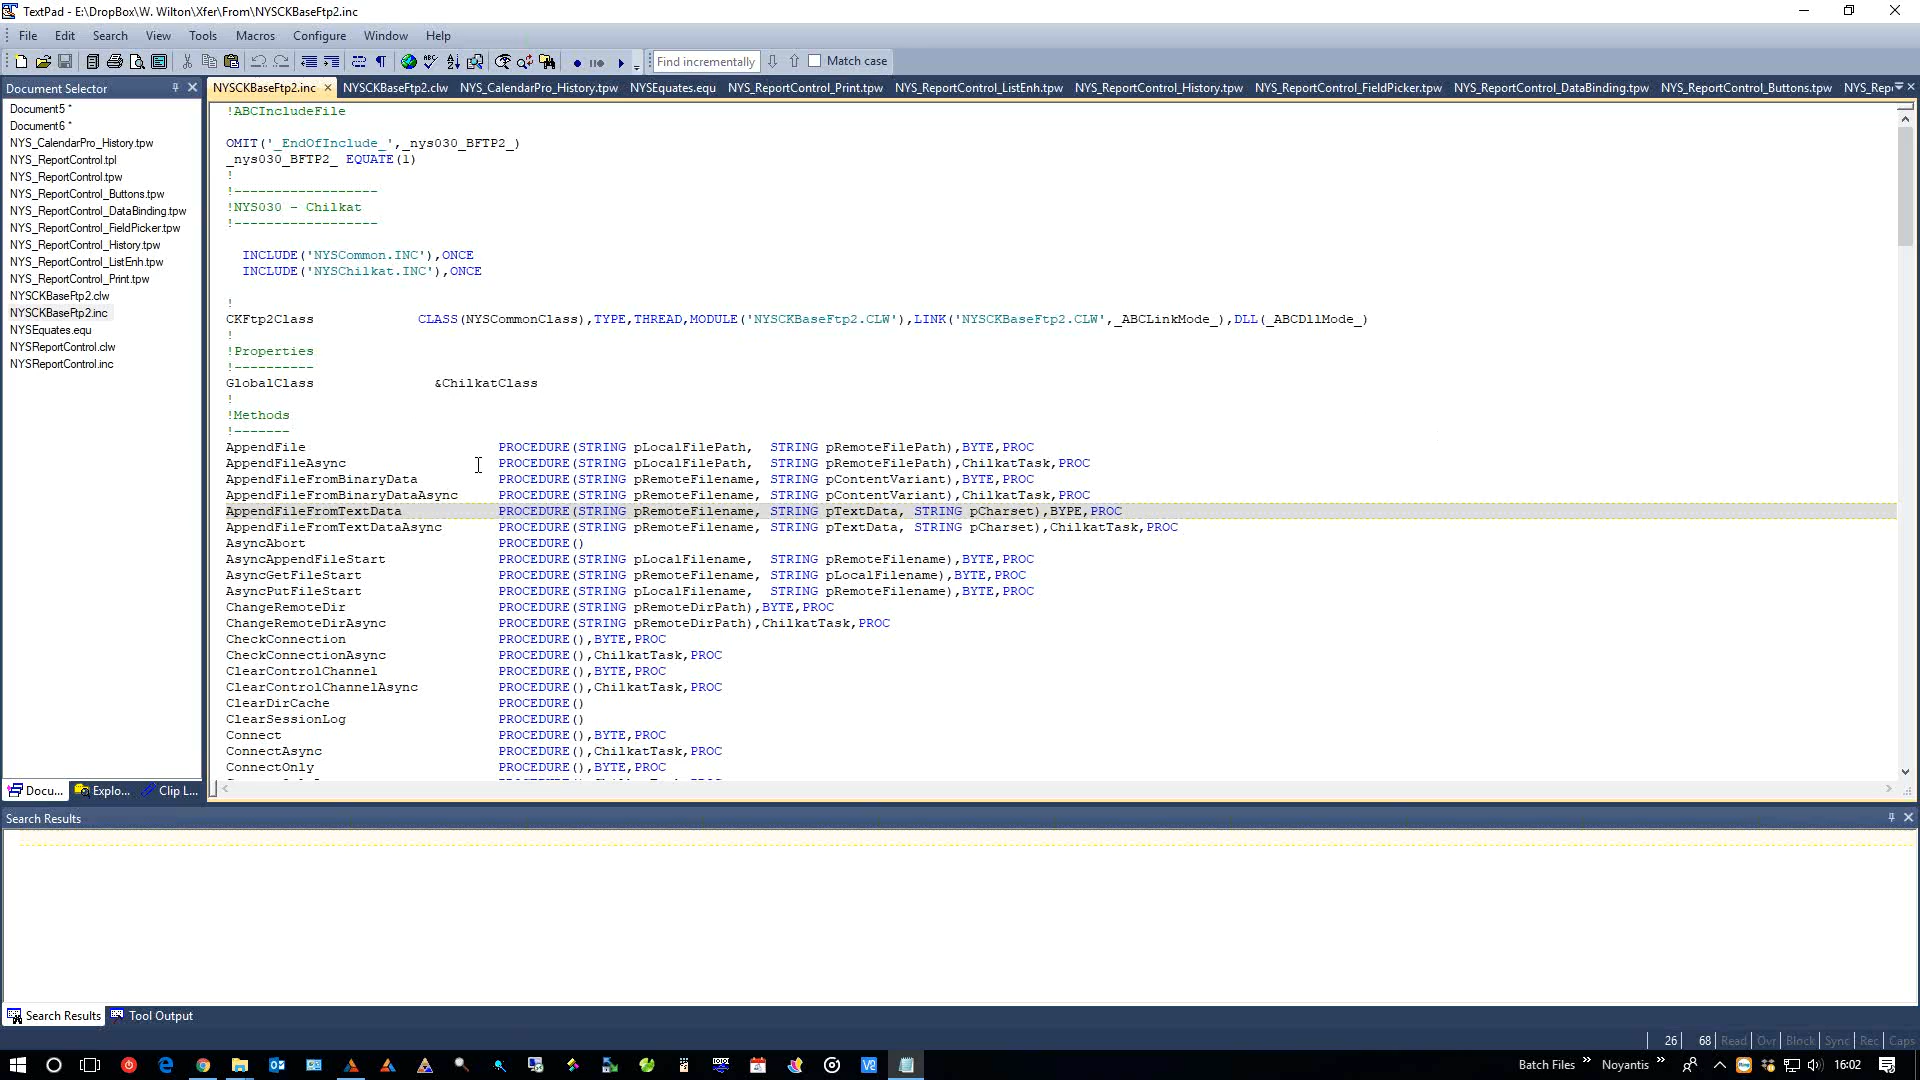 TextPad - E:\DropBox\W. Wilton\Xfer\From\NYSCKBaseFtp2.inc
File Edit Search View Tools Macros Configure Window Help
Find incrementally Match case
Document Selector
NYSCKBaseFtp2.inc NYSCKBaseFtp2.clw NYS_CalendarPro_History.tpw NYSEquates.equ NYS_ReportControl_Print.tpw NYS_ReportControl_ListEnh.tpw NYS_ReportControl_History.tpw NYS_ReportControl_FieldPicker.tpw NYS_ReportControl_DataBinding.tpw NYS_ReportControl_Buttons.tpw NYS_Re
Document5 *
Document6 *
NYS_CalendarPro_History.tpw
NYS_ReportControl.tpl
NYS_ReportControl.tpw
NYS_ReportControl_Buttons.tpw
NYS_ReportControl_DataBinding.tpw
NYS_ReportControl_FieldPicker.tpw
NYS_ReportControl_History.tpw
NYS_ReportControl_ListEnh.tpw
NYS_ReportControl_Print.tpw
NYSCKBaseFtp2.clw
NYSCKBaseFtp2.inc
NYSEquates.equ
NYSReportControl.clw
NYSReportControl.inc
Docu... Explo... Clip L...
!ABCIncludeFile
OMIT('_EndOfInclude_',_nys030_BFTP2_)
_nys030_BFTP2_ EQUATE(1)
!
!------------------
!NYS030 - Chilkat
!------------------
INCLUDE('NYSCommon.INC'),ONCE
INCLUDE('NYSChilkat.INC'),ONCE
!
CKFtp2Class CLASS(NYSCommonClass),TYPE,THREAD,MODULE('NYSCKBaseFtp2.CLW'),LINK('NYSCKBaseFtp2.CLW',_ABCLinkMode_),DLL(_ABCDllMode_)
!
!Properties
!----------
GlobalClass &ChilkatClass
!
!Methods
!-------
AppendFile PROCEDURE(STRING pLocalFilePath, STRING pRemoteFilePath),BYTE,PROC
AppendFileAsync PROCEDURE(STRING pLocalFilePath, STRING pRemoteFilePath),ChilkatTask,PROC
AppendFileFromBinaryData PROCEDURE(STRING pRemoteFilename, STRING pContentVariant),BYTE,PROC
AppendFileFromBinaryDataAsync PROCEDURE(STRING pRemoteFilename, STRING pContentVariant),ChilkatTask,PROC
AppendFileFromTextData PROCEDURE(STRING pRemoteFilename, STRING pTextData, STRING pCharset),BYPE,PROC
AppendFileFromTextDataAsync PROCEDURE(STRING pRemoteFilename, STRING pTextData, STRING pCharset),ChilkatTask,PROC
AsyncAbort PROCEDURE()
AsyncAppendFileStart PROCEDURE(STRING pLocalFilename, STRING pRemoteFilename),BYTE,PROC
AsyncGetFileStart PROCEDURE(STRING pRemoteFilename, STRING pLocalFilename),BYTE,PROC
AsyncPutFileStart PROCEDURE(STRING pLocalFilename, STRING pRemoteFilename),BYTE,PROC
ChangeRemoteDir PROCEDURE(STRING pRemoteDirPath),BYTE,PROC
ChangeRemoteDirAsync PROCEDURE(STRING pRemoteDirPath),ChilkatTask,PROC
CheckConnection PROCEDURE(),BYTE,PROC
CheckConnectionAsync PROCEDURE(),ChilkatTask,PROC
ClearControlChannel PROCEDURE(),BYTE,PROC
ClearControlChannelAsync PROCEDURE(),ChilkatTask,PROC
ClearDirCache PROCEDURE()
ClearSessionLog PROCEDURE()
Connect PROCEDURE(),BYTE,PROC
ConnectAsync PROCEDURE(),ChilkatTask,PROC
ConnectOnly PROCEDURE(),BYTE,PROC
Search Results
Search Results Tool Output
26 68 Read Ovr Block Sync Rec Caps
Batch Files Noyantis 16:02